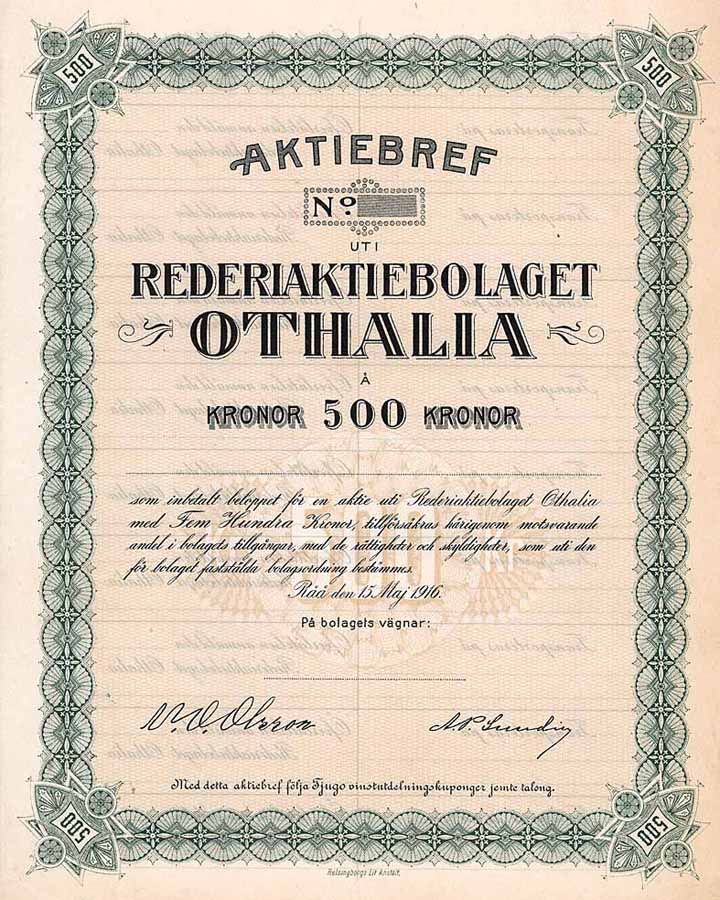 500
500
AKTIEBREF
No.
UTI
REDERIAKTIEBOLAGET
OTHALIA
Å
KRONOR 500 KRONOR
som inbetalt beloppet för en aktie uti Rederiaktiebolaget Othalia
med Fem Hundra Kronor, tillförsäkras härigenom motsvarande
andel i bolagets tillgångar, med de rättigheter och skyldigheter, som uti den
för bolaget fastställda bolagsordning bestämmes.
Råå den 15 Maj 1916.
På bolagets vägnar:
A.P. Lundin
Med detta aktiebref följa Tjugo vinstutdelningskuponger jemte talong.
500
500
Helsingborgs Lit Anstalt.